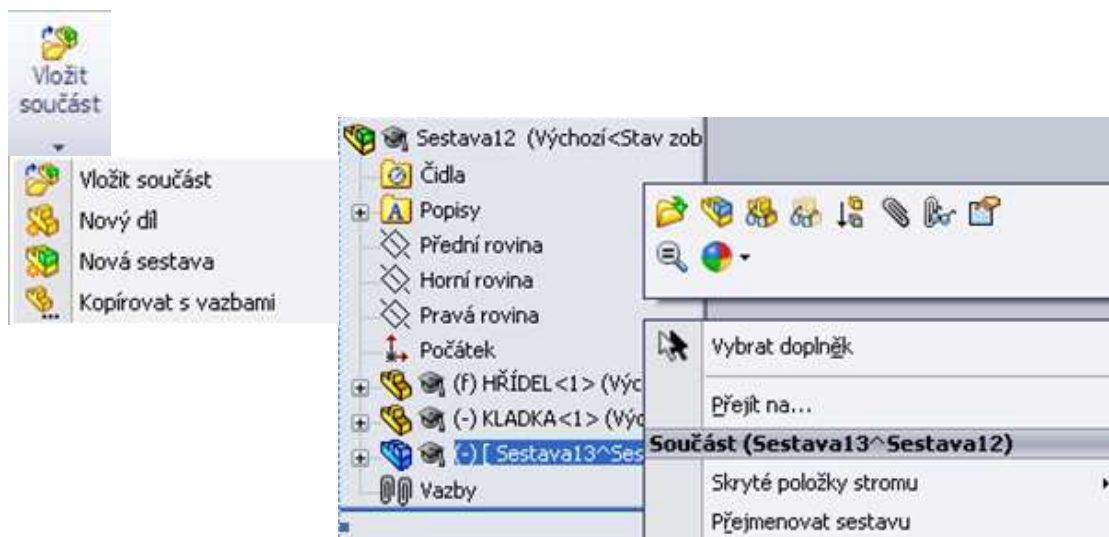 Vložit
součást
Vložit součást
Nový díl
Nová sestava
Kopírovat s vazbami
Sestava12 (Výchozí<Stav zob
Čidla
Popisy
Přední rovina
Horní rovina
Pravá rovina
Počátek
(f) HŘÍDEL<1> (Výc
(-) KLADKA<1> (Výc
(-) [ Sestava13^Ses
Vazby
Vybrat doplněk
Přejít na...
Součást (Sestava13^Sestava12)
Skryté položky stromu
Přejmenovat sestavu